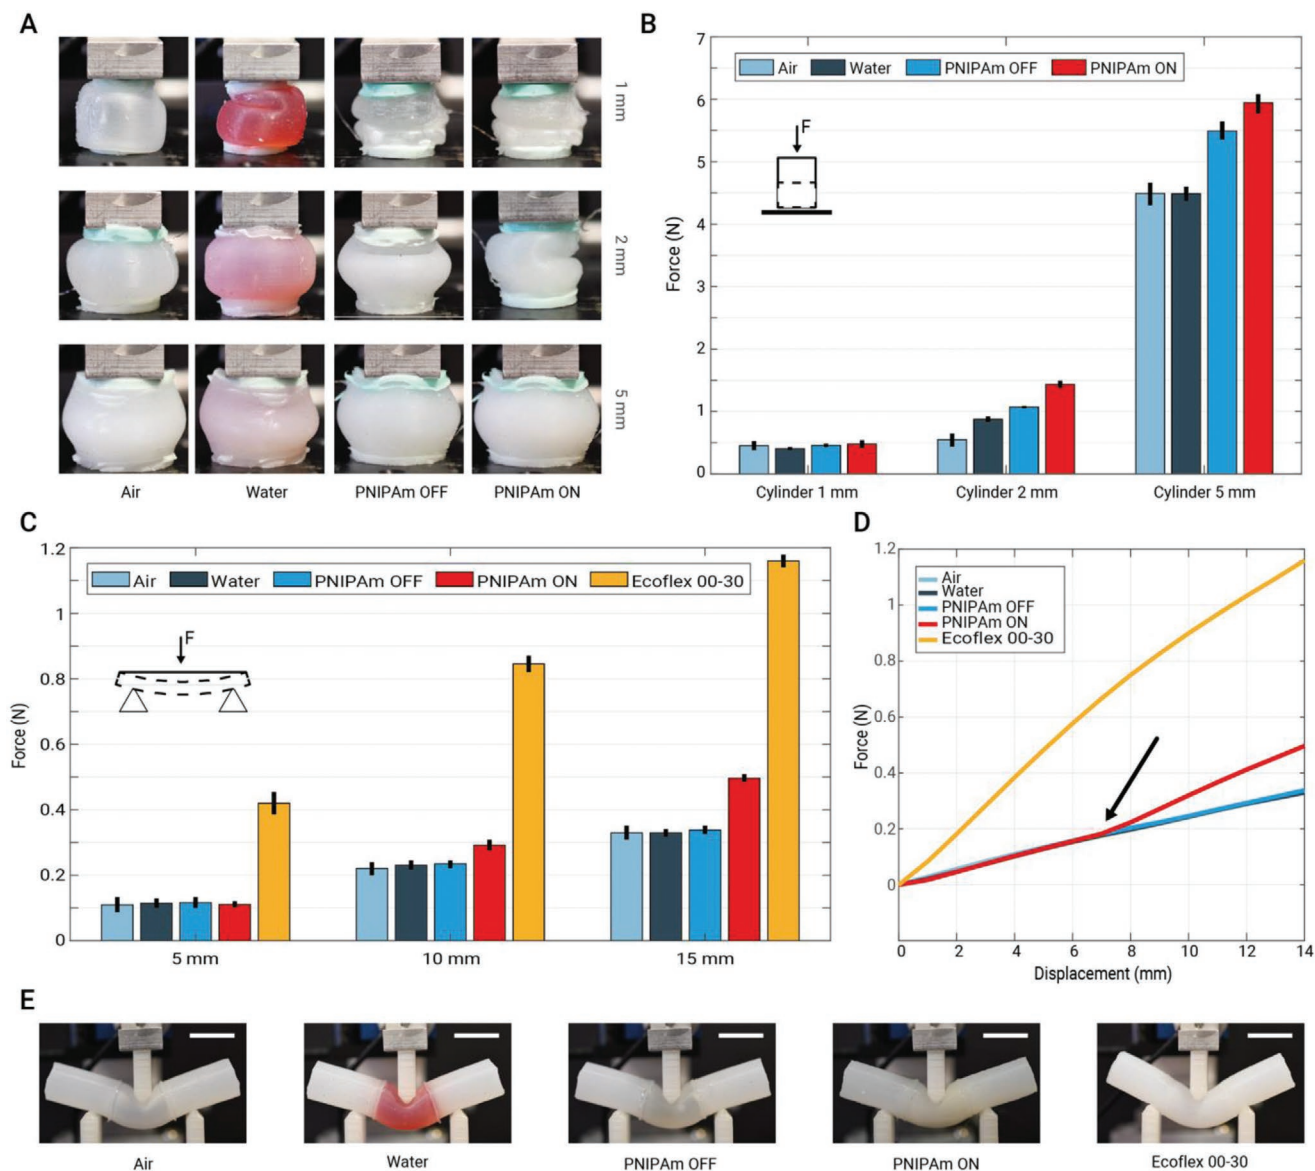 A
1 mm
2 mm
5 mm
Air Water PNIPAm OFF PNIPAm ON
B
7
6
5
4
3
2
1
0
Force (N)
Air Water PNIPAm OFF PNIPAm ON
F
Cylinder 1 mm Cylinder 2 mm Cylinder 5 mm
C
1.2
1
0.8
0.6
0.4
0.2
0
Force (N)
Air Water PNIPAm OFF PNIPAm ON Ecoflex 00-30
F
5 mm 10 mm 15 mm
D
1.2
1
0.8
0.6
0.4
0.2
0
Force (N)
Air
Water
PNIPAm OFF
PNIPAm ON
Ecoflex 00-30
0 2 4 6 8 10 12 14
Displacement (mm)
E
Air Water PNIPAm OFF PNIPAm ON Ecoflex 00-30